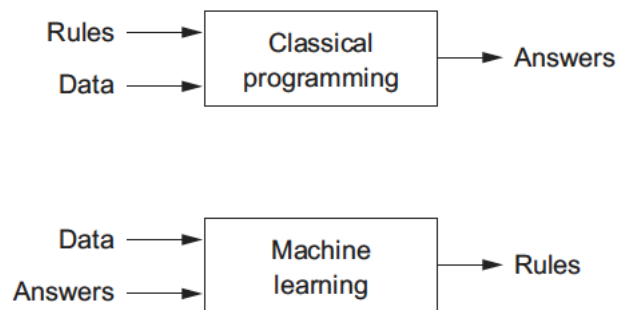 Rules
Data
Classical
programming
Answers
Data
Answers
Machine
learning
Rules